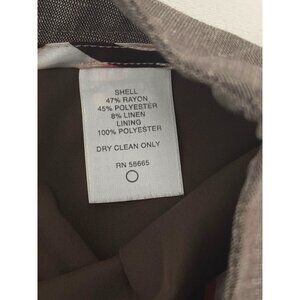 SHELL
47% RAYON
45% POLYESTER
8% LINEN
LINING
100% POLYESTER
DRY CLEAN ONLY
RN 58665